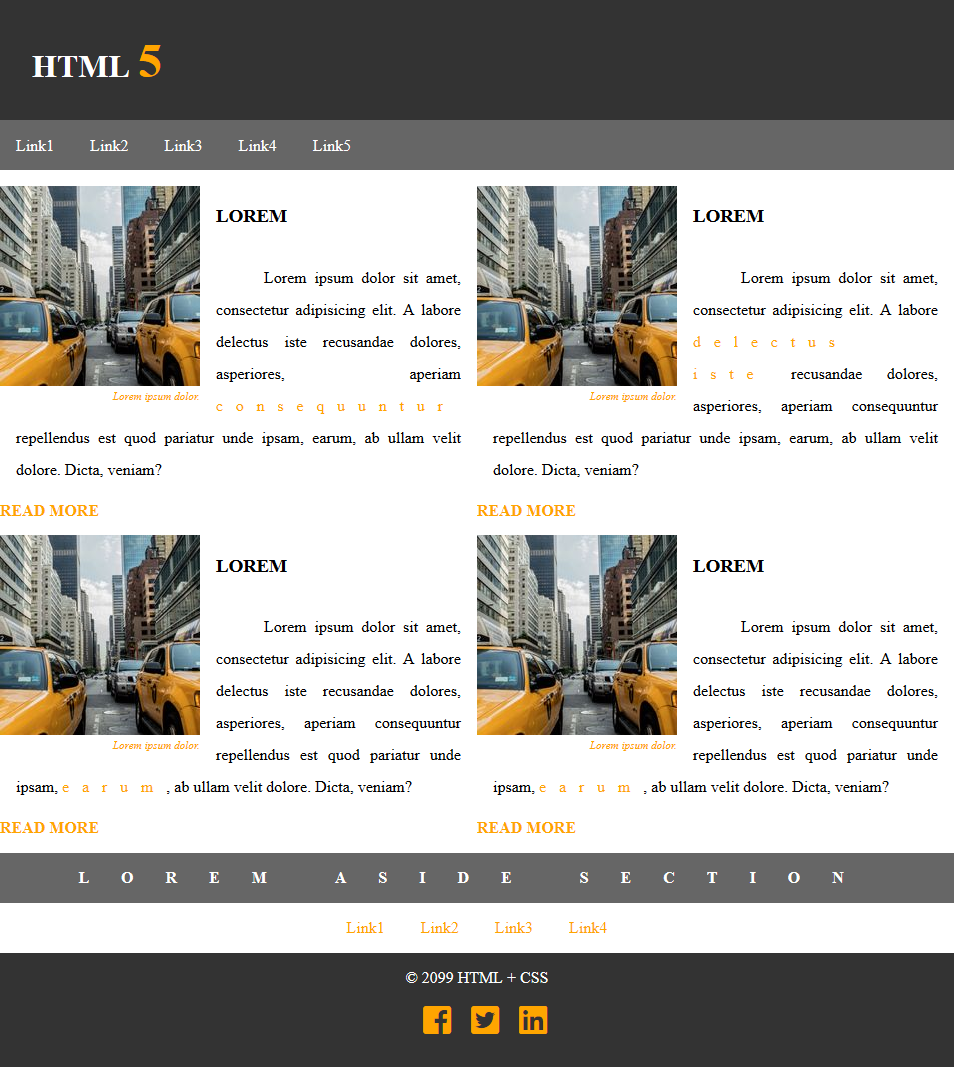 HTML 5
Link1 Link2 Link3 Link4 Link5
LOREM
Lorem ipsum dolor sit amet,
consectetur adipisicing elit. A labore
delectus iste recusandae dolores,
asperiores, aperiam
consequuntur
repellendus est quod pariatur unde ipsam, earum, ab ullam velit
dolore. Dicta, veniam?
Lorem ipsum dolor.
READ MORE
LOREM
Lorem ipsum dolor sit amet,
consectetur adipisicing elit. A labore
delectus
iste recusandae dolores,
asperiores, aperiam consequuntur
repellendus est quod pariatur unde ipsam, earum, ab ullam velit
dolore. Dicta, veniam?
Lorem ipsum dolor.
READ MORE
LOREM
Lorem ipsum dolor sit amet,
consectetur adipisicing elit. A labore
delectus iste recusandae dolores,
asperiores, aperiam consequuntur
repellendus est quod pariatur unde
ipsam, earum, ab ullam velit dolore. Dicta, veniam?
Lorem ipsum dolor.
READ MORE
LOREM
Lorem ipsum dolor sit amet,
consectetur adipisicing elit. A labore
delectus iste recusandae dolores,
asperiores, aperiam consequuntur
repellendus est quod pariatur unde
ipsam, earum, ab ullam velit dolore. Dicta, veniam?
Lorem ipsum dolor.
READ MORE
LOREM ASIDE SECTION
Link1 Link2 Link3 Link4
© 2099 HTML + CSS